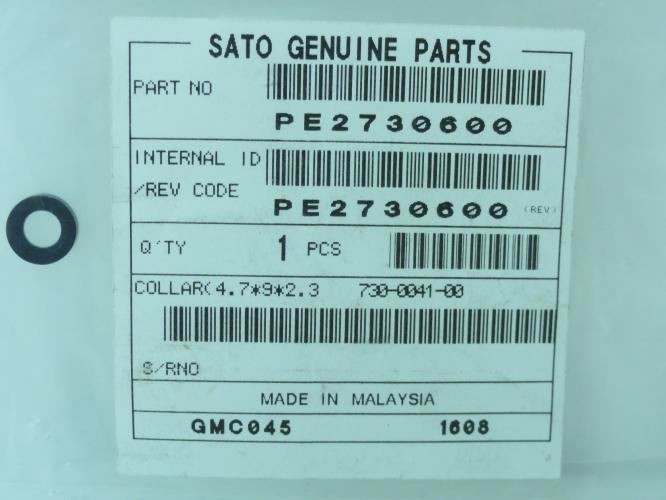 SATO GENUINE PARTS
PART NO
PE2730600
INTERNAL ID
/REV CODE
PE2730600 (REV)
Q'TY 1 PCS
COLLAR(4.7*9*2.3 730-0041-00
S/RNO
MADE IN MALAYSIA
GMC045 1608